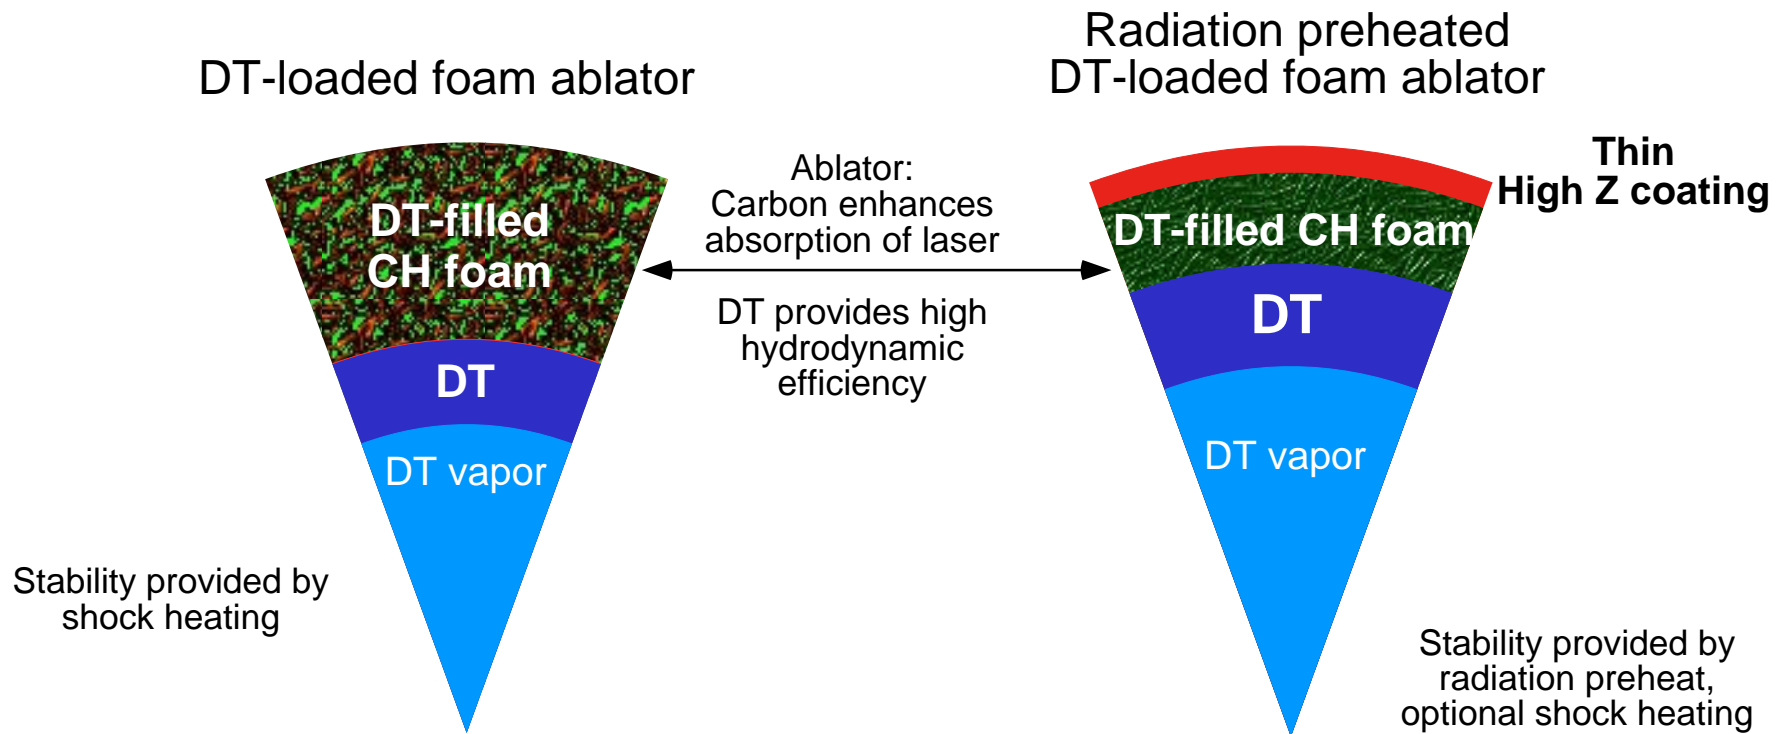 DT-loaded foam ablator
Radiation preheated
DT-loaded foam ablator
DT-filled
CH foam
DT
DT vapor
Stability provided by
shock heating
Ablator:
Carbon enhances
absorption of laser
DT provides high
hydrodynamic
efficiency
Thin
High Z coating
DT-filled CH foam
DT
DT vapor
Stability provided by
radiation preheat,
optional shock heating